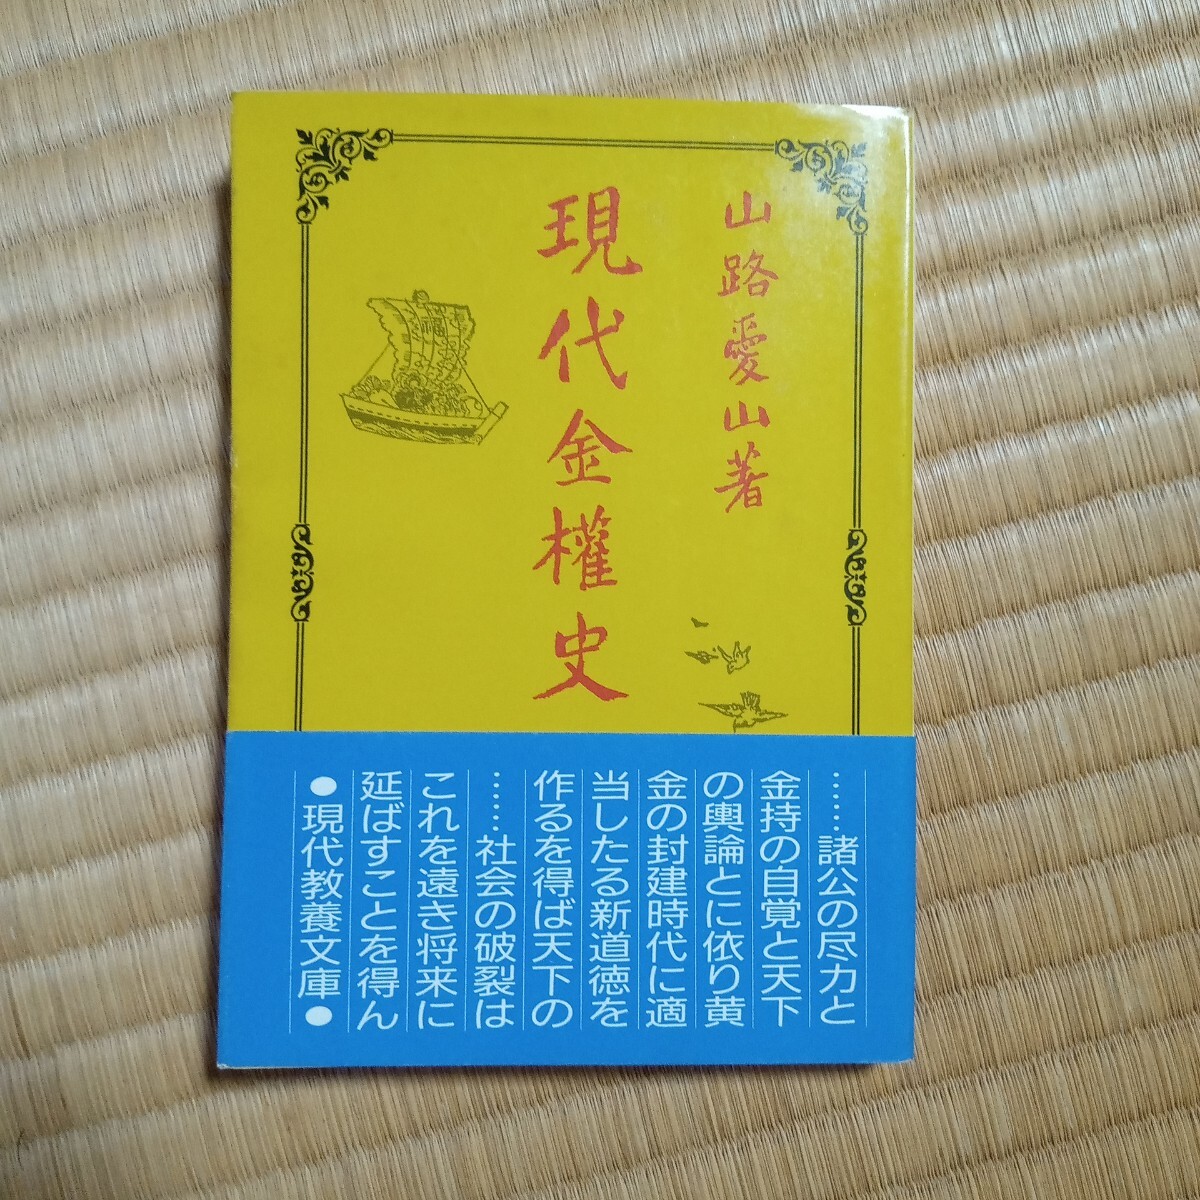 山路愛山著
現代金權史
……諸公の尽力と
金持の自覚と天下
の輿論とに依り黄
金の封建時代に適
当したる新道徳を
作るを得ば天下の
……社会の破裂は
これを遠き将来に
延ばすことを得ん
●現代教養文庫●